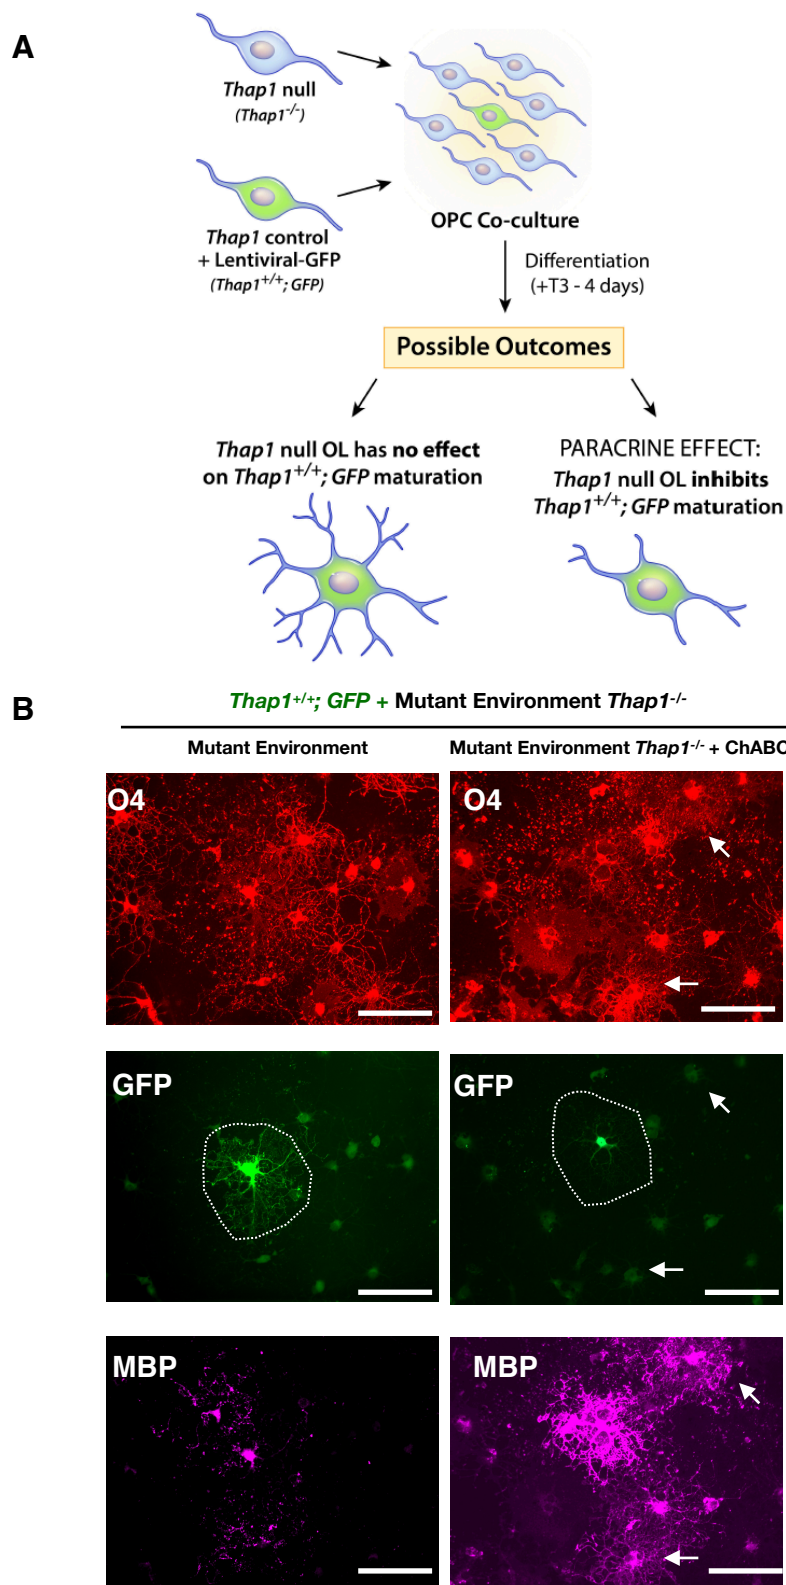 A
Thap1 null
(Thap1-/-)
Thap1 control
+ Lentiviral-GFP
(Thap1+/+; GFP)
OPC Co-culture
Differentiation
(+T3 - 4 days)
Possible Outcomes
Thap1 null OL has no effect
on Thap1+/+; GFP maturation
PARACRINE EFFECT:
Thap1 null OL inhibits
Thap1+/+; GFP maturation
B
Thap1+/+; GFP + Mutant Environment Thap1-/-
Mutant Environment
Mutant Environment Thap1-/- + ChABC
O4
O4
GFP
GFP
MBP
MBP